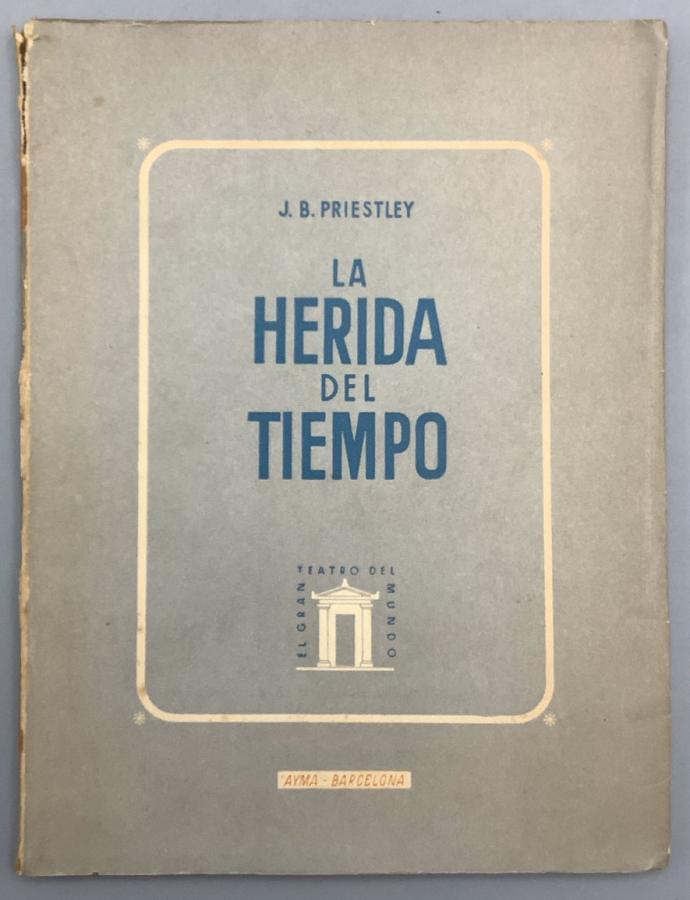 J. B. PRIESTLEY
LA
HERIDA
DEL
TIEMPO
EL GRAN
TEATRO DEL
MUNDO
AYMA - BARCELONA